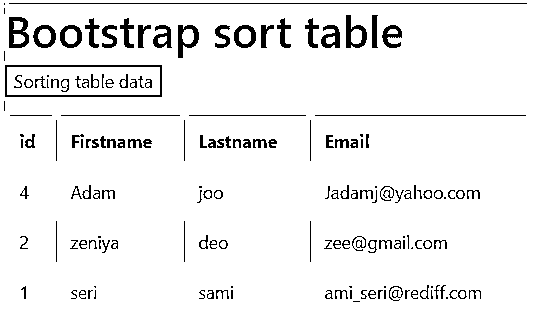 Bootstrap sort table
Sorting table data
id Firstname Lastname Email
4 Adam joo Jadamj@yahoo.com
2 zeniya deo zee@gmail.com
1 seri sami ami_seri@rediff.com